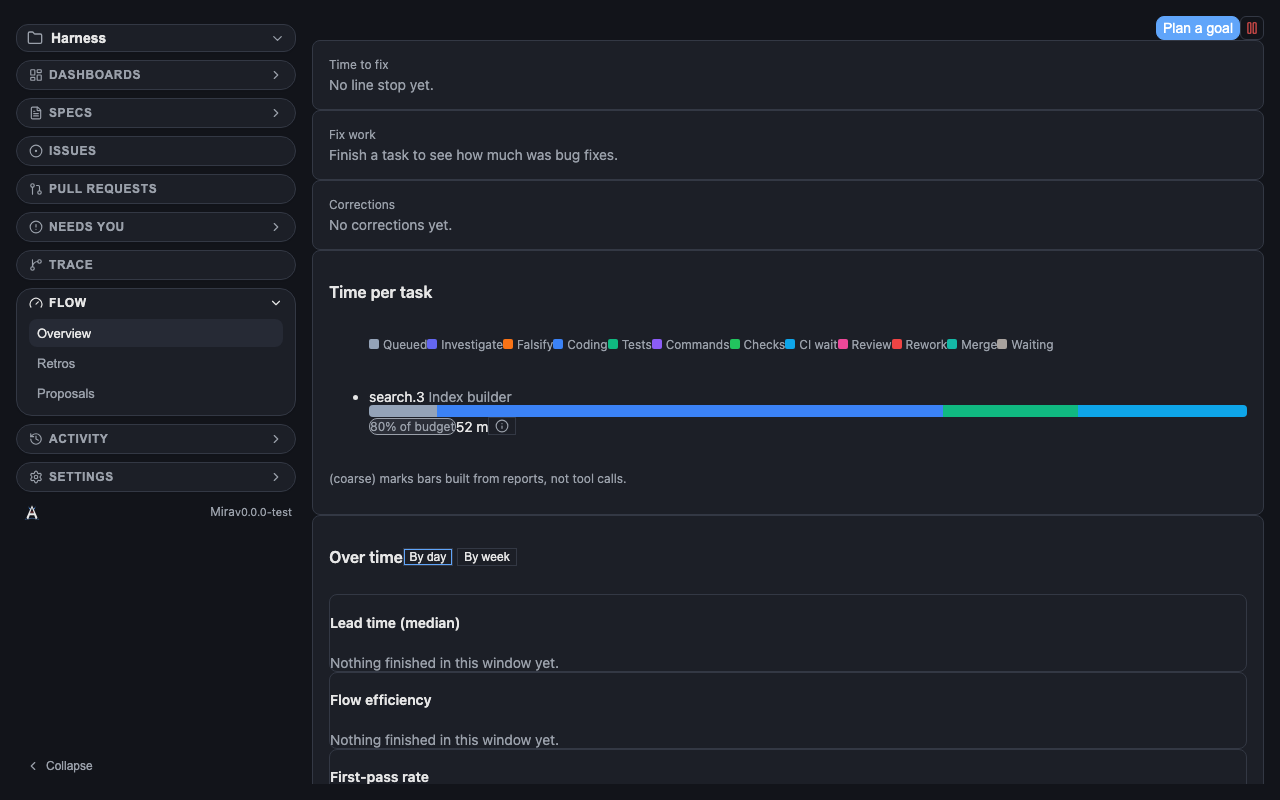 Harness
DASHBOARDS
SPECS
ISSUES
PULL REQUESTS
NEEDS YOU
TRACE
FLOW
Overview
Retros
Proposals
ACTIVITY
SETTINGS
A Mirav0.0.0-test
Collapse
Plan a goal
Time to fix
No line stop yet.
Fix work
Finish a task to see how much was bug fixes.
Corrections
No corrections yet.
Time per task
Queued Investigate Falsify Coding Tests Commands Checks CI wait Review Rework Merge Waiting
search.3 Index builder
80% of budget 52 m
(coarse) marks bars built from reports, not tool calls.
Over time By day By week
Lead time (median)
Nothing finished in this window yet.
Flow efficiency
Nothing finished in this window yet.
First-pass rate